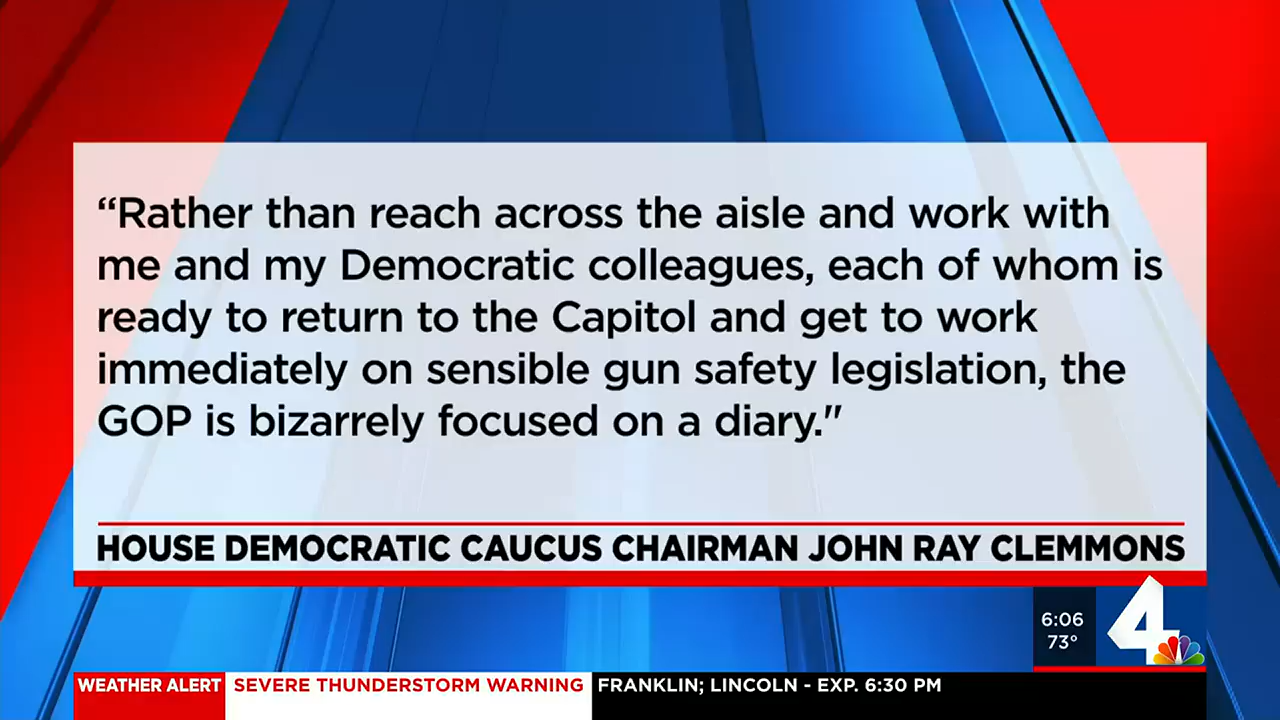 “Rather than reach across the aisle and work with
me and my Democratic colleagues, each of whom is
ready to return to the Capitol and get to work
immediately on sensible gun safety legislation, the
GOP is bizarrely focused on a diary."
HOUSE DEMOCRATIC CAUCUS CHAIRMAN JOHN RAY CLEMMONS
6:06
73°
4
WEATHER ALERT SEVERE THUNDERSTORM WARNING FRANKLIN; LINCOLN - EXP. 6:30 PM